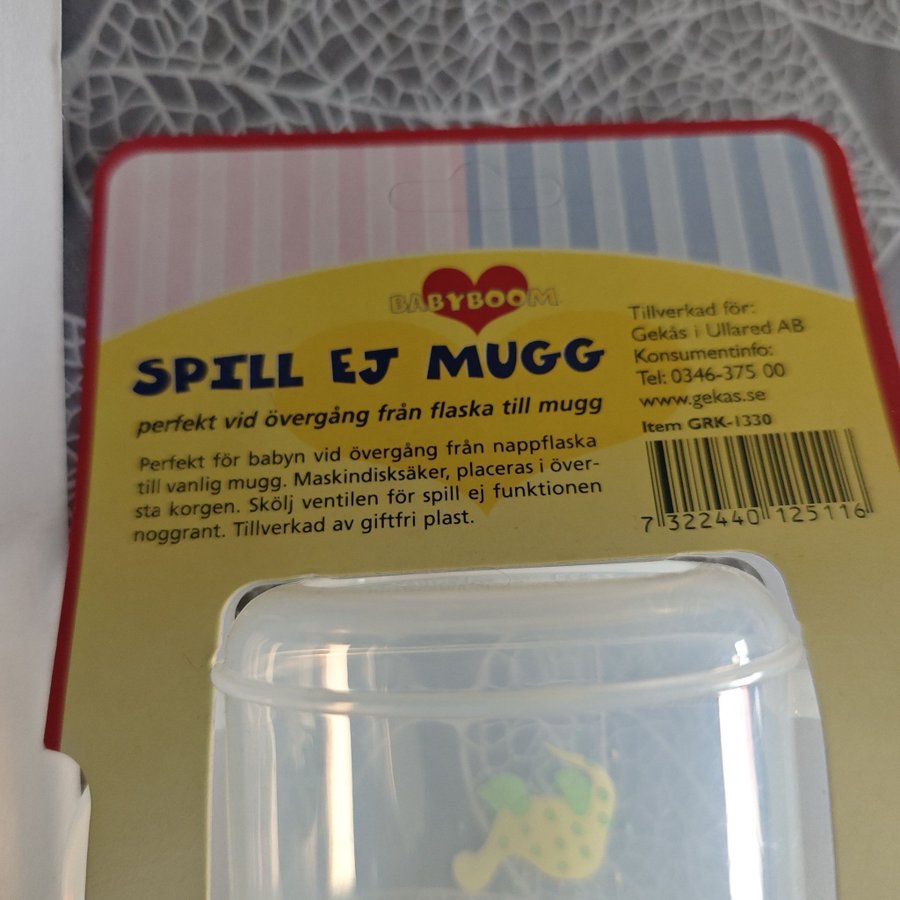 BABYBOOM
SPILL EJ MUGG
perfekt vid övergång från flaska till mugg
Perfekt för babyn vid övergång från nappflaska
till vanlig mugg. Maskindisksäker, placeras i över-
sta korgen. Skölj ventilen för spill ej funktionen
noggrant. Tillverkad av giftfri plast.
Tillverkad för:
Gekås i Ullared AB
Konsumentinfo:
Tel: 0346-375 00
www.gekas.se
Item GRK-1330
7 322440 125116